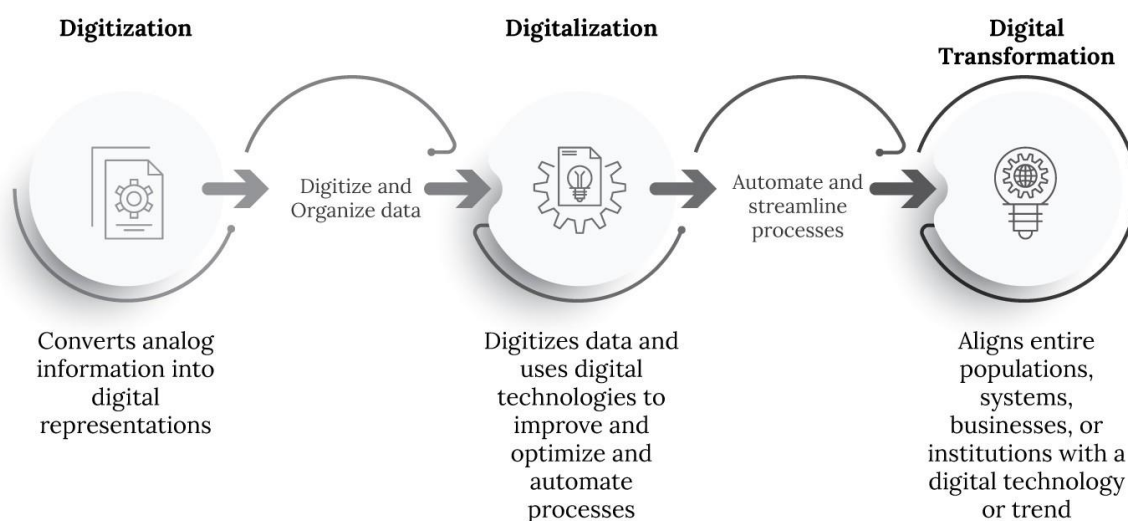 Digitization
Digitalization
Digital
Transformation
Digitize and
Organize data
Automate and
streamline
processes
Converts analog
information into
digital
representations
Digitizes data and
uses digital
technologies to
improve and
optimize and
automate
processes
Aligns entire
populations,
systems,
businesses, or
institutions with a
digital technology
or trend